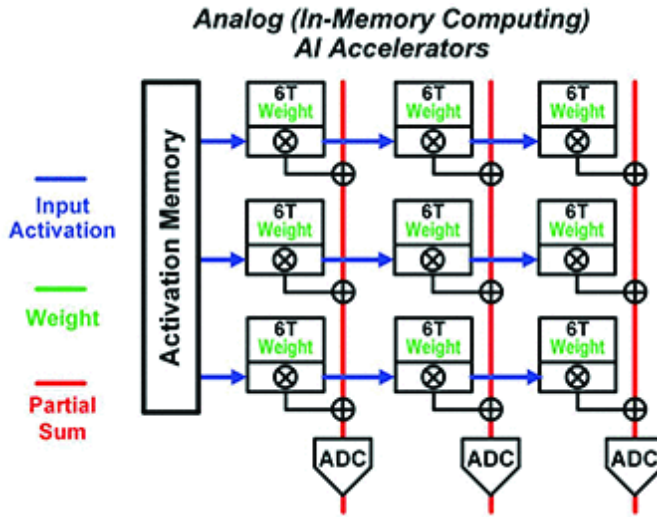 Analog (In-Memory Computing)
AI Accelerators
Input
Activation
Weight
Partial
Sum
Activation Memory
6T
Weight
6T
Weight
6T
Weight
6T
Weight
6T
Weight
6T
Weight
6T
Weight
6T
Weight
6T
Weight
ADC
ADC
ADC